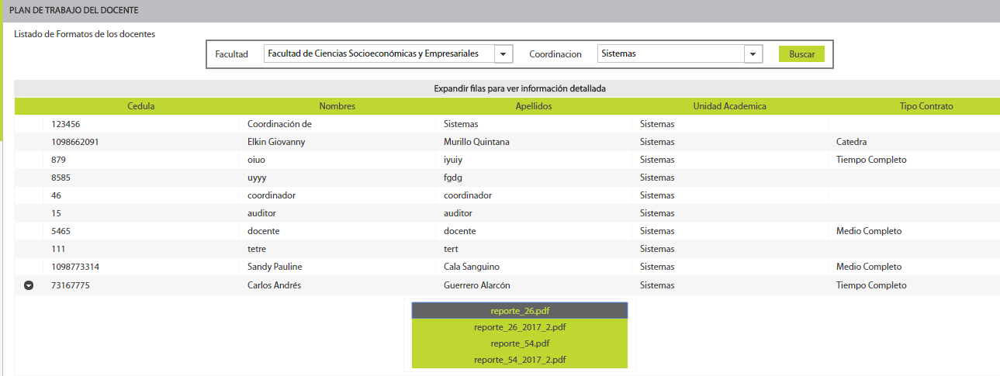 PLAN DE TRABAJO DEL DOCENTE
Listado de Formatos de los docentes
Facultad Facultad de Ciencias Socioeconómicas y Empresariales Coordinacion Sistemas Buscar
Expandir filas para ver información detallada
Cedula Nombres Apellidos Unidad Academica Tipo Contrato
123456 Coordinación de Sistemas Sistemas
1098662091 Elkin Giovanny Murillo Quintana Sistemas Catedra
879 oiuo iyuiy Sistemas Tiempo Completo
8585 uyyy fgdg Sistemas
46 coordinador coordinador Sistemas
15 auditor auditor Sistemas
5465 docente docente Sistemas Medio Completo
111 tetre tert Sistemas
1098773314 Sandy Pauline Cala Sanguino Sistemas Medio Completo
73167775 Carlos Andrés Guerrero Alarcón Sistemas Tiempo Completo
reporte_26.pdf
reporte_26_2017_2.pdf
reporte_54.pdf
reporte_54_2017_2.pdf